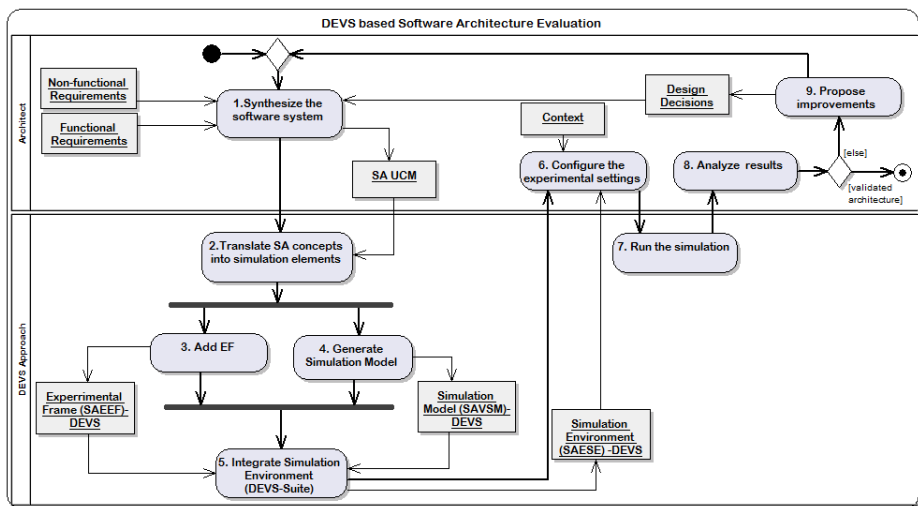 DEVS based Software Architecture Evaluation
Architect
Non-functional
Requirements
Functional
Requirements
1.Synthesize the
software system
SA UCM
Context
Design
Decisions
9. Propose
improvements
6. Configure the
experimental settings
8. Analyze results
[else]
[validated
architecture]
DEVS Approach
2.Translate SA concepts
into simulation elements
7. Run the simulation
3. Add EF
4. Generate
Simulation Model
Experrimental
Frame (SAEEF)-
DEVS
Simulation
Model (SAVSM)-
DEVS
Simulation
Environment
(SAESE) -DEVS
5. Integrate Simulation
Environment
(DEVS-Suite)